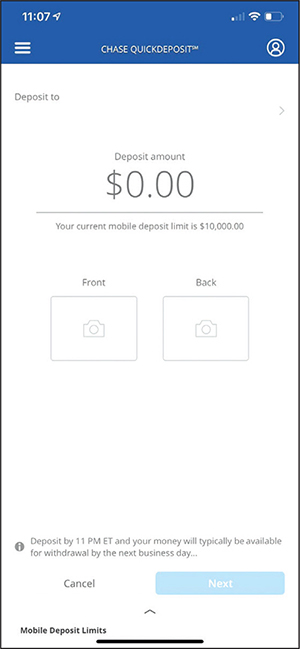 11:07
CHASE QUICKDEPOSIT℠
Deposit to
Deposit amount
$0.00
Your current mobile deposit limit is $10,000.00
Front Back
Deposit by 11 PM ET and your money will typically be available
for withdrawal by the next business day...
Cancel Next
Mobile Deposit Limits